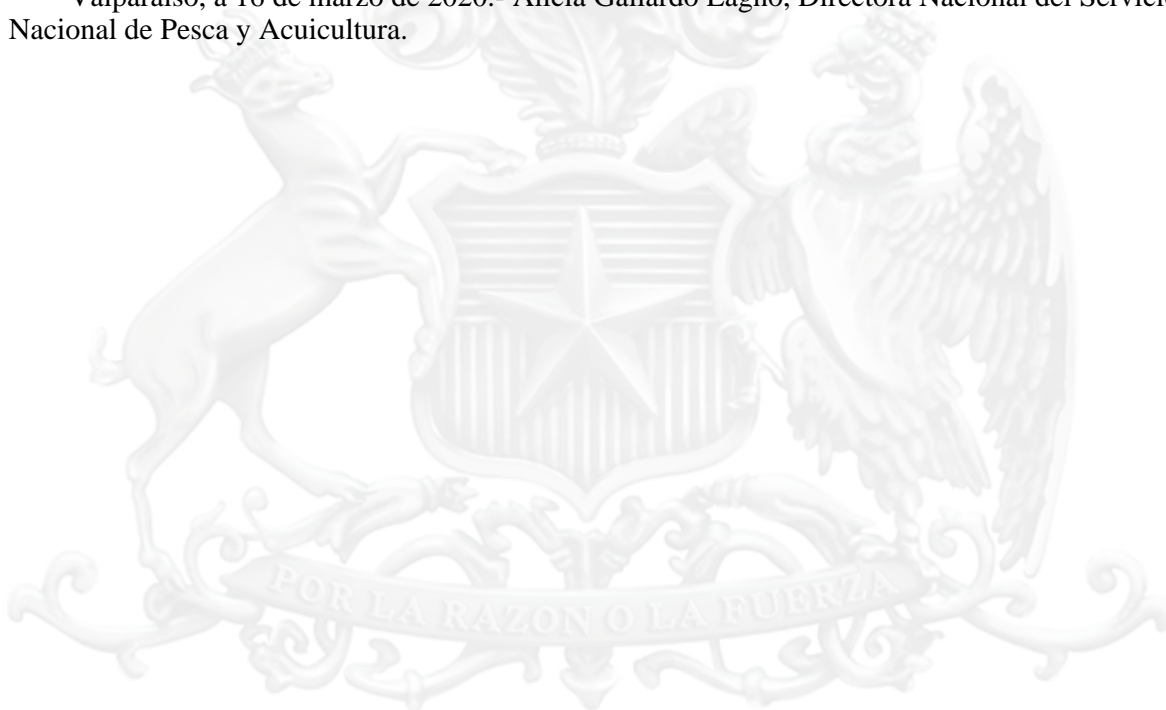 Valparaíso, a 16 de marzo de 2020.- Alicia Gallardo Lagno, Directora Nacional del Servicio
Nacional de Pesca y Acuicultura.
POR LA RAZON O LA FUERZA